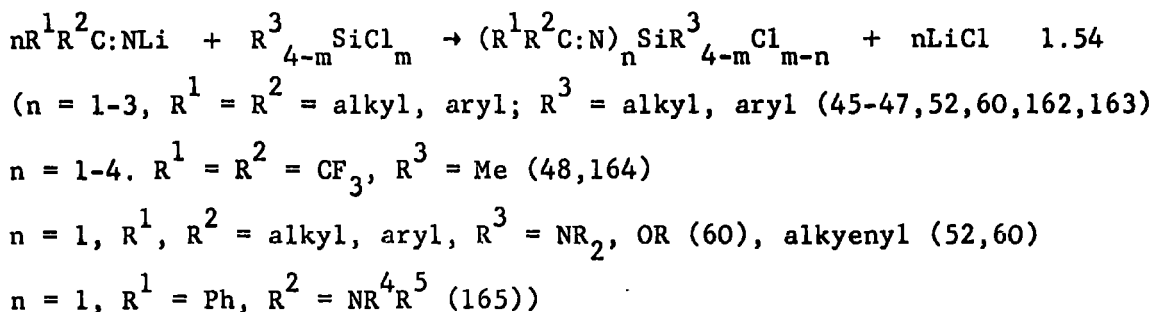 nR¹R²C:NLi + R³₄₋ₘSiClₘ → (R¹R²C:N)ₙSiR³₄₋ₘClₘ₋ₙ + nLiCl 1.54
(n = 1-3, R¹ = R² = alkyl, aryl; R³ = alkyl, aryl (45-47,52,60,162,163)
n = 1-4. R¹ = R² = CF₃, R³ = Me (48,164)
n = 1, R¹, R² = alkyl, aryl, R³ = NR₂, OR (60), alkyenyl (52,60)
n = 1, R¹ = Ph, R² = NR⁴R⁵ (165))